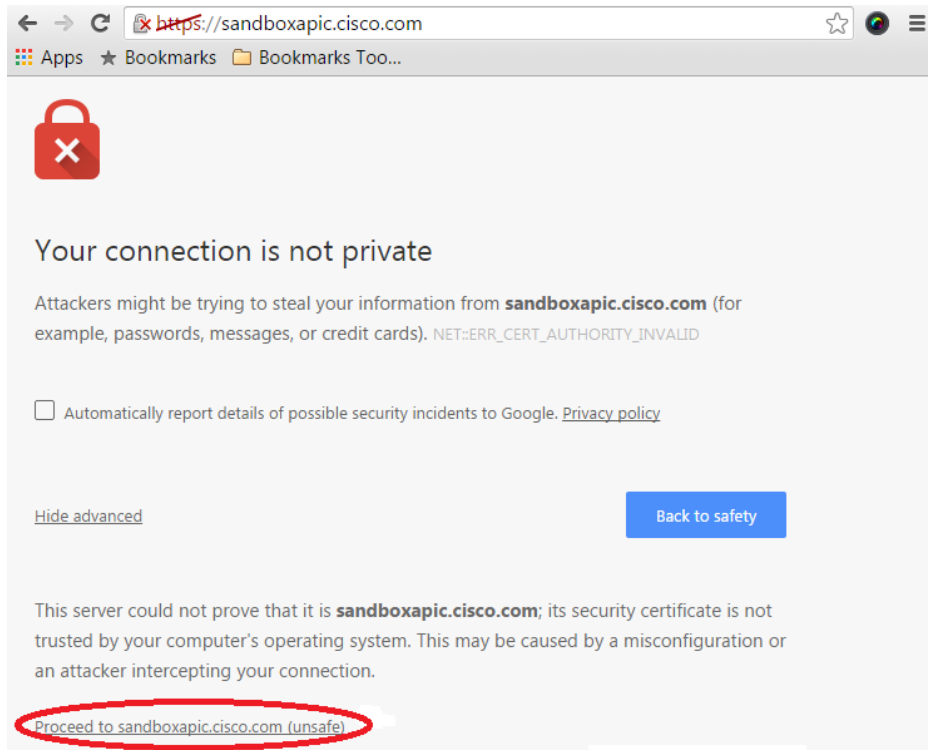 https://sandboxapic.cisco.com
Apps Bookmarks Bookmarks Too...
Your connection is not private
Attackers might be trying to steal your information from sandboxapic.cisco.com (for
example, passwords, messages, or credit cards). NET::ERR_CERT_AUTHORITY_INVALID
Automatically report details of possible security incidents to Google. Privacy policy
Hide advanced
Back to safety
This server could not prove that it is sandboxapic.cisco.com; its security certificate is not
trusted by your computer's operating system. This may be caused by a misconfiguration or
an attacker intercepting your connection.
Proceed to sandboxapic.cisco.com (unsafe)